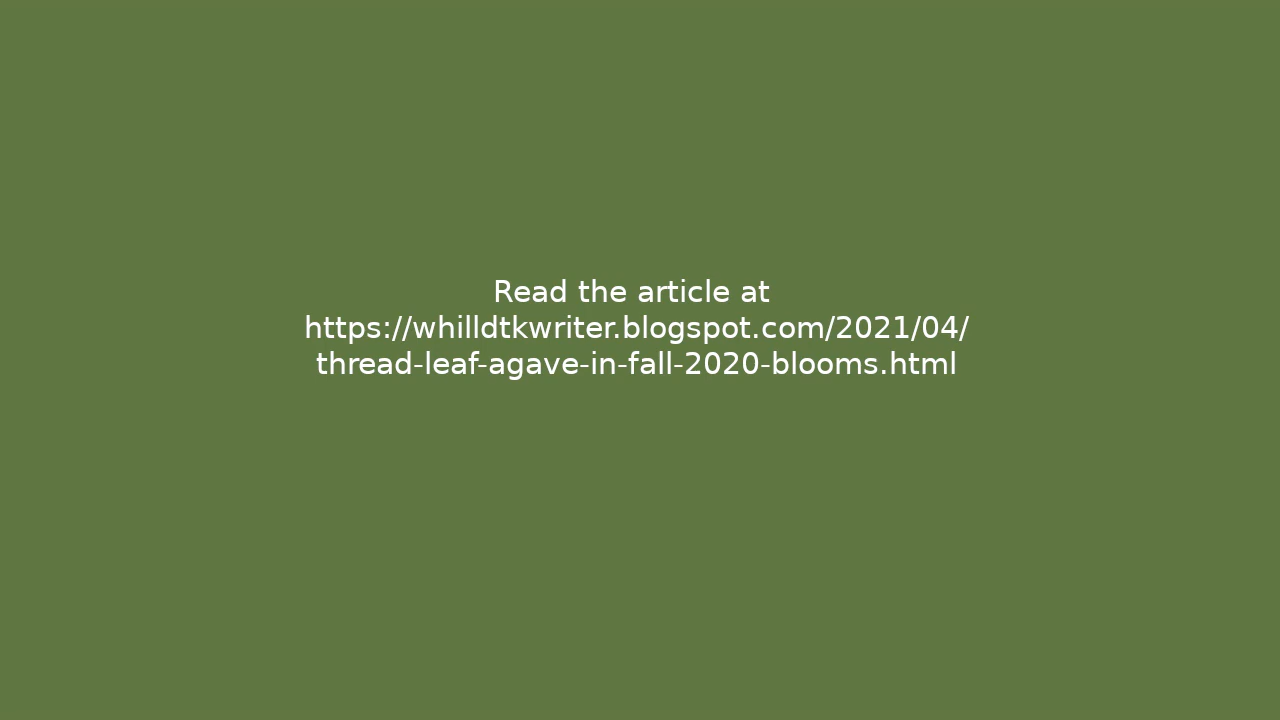 Read the article at
https://whilldtkwriter.blogspot.com/2021/04/
thread-leaf-agave-in-fall-2020-blooms.html